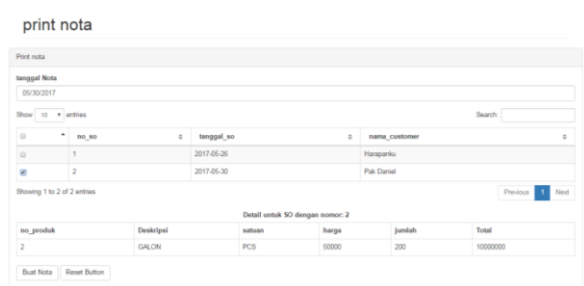 print nota
Print nota
tanggal Nota
05/30/2017
Show 10 entries Search:
no_so tanggal_so nama_customer
1 2017-05-26 Harapanku
2 2017-05-30 Pak Daniel
Showing 1 to 2 of 2 entries Previous 1 Next
Detail untuk SO dengan nomor: 2
no_produk Deskripsi satuan harga jumlah Total
2 GALON PCS 50000 200 10000000
Buat Nota Reset Button